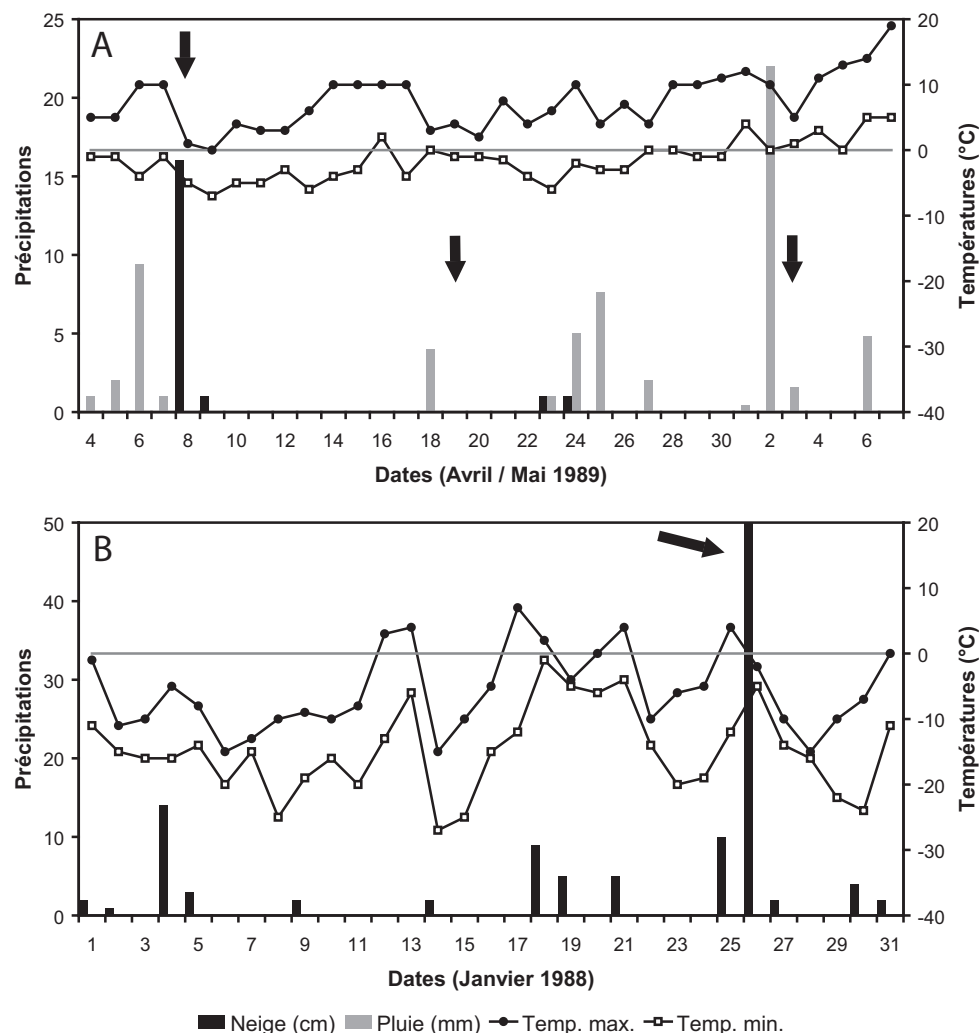 A
25
20
15
10
5
0
20
10
0
-10
-20
-30
-40
Précipitations
Températures (°C)
4 6 8 10 12 14 16 18 20 22 24 26 28 30 2 4 6
Dates (Avril / Mai 1989)
B
50
40
30
20
10
0
20
10
0
-10
-20
-30
-40
Précipitations
Températures (°C)
1 3 5 7 9 11 13 15 17 19 21 23 25 27 29 31
Dates (Janvier 1988)
Neige (cm) Pluie (mm) Temp. max. Temp. min.